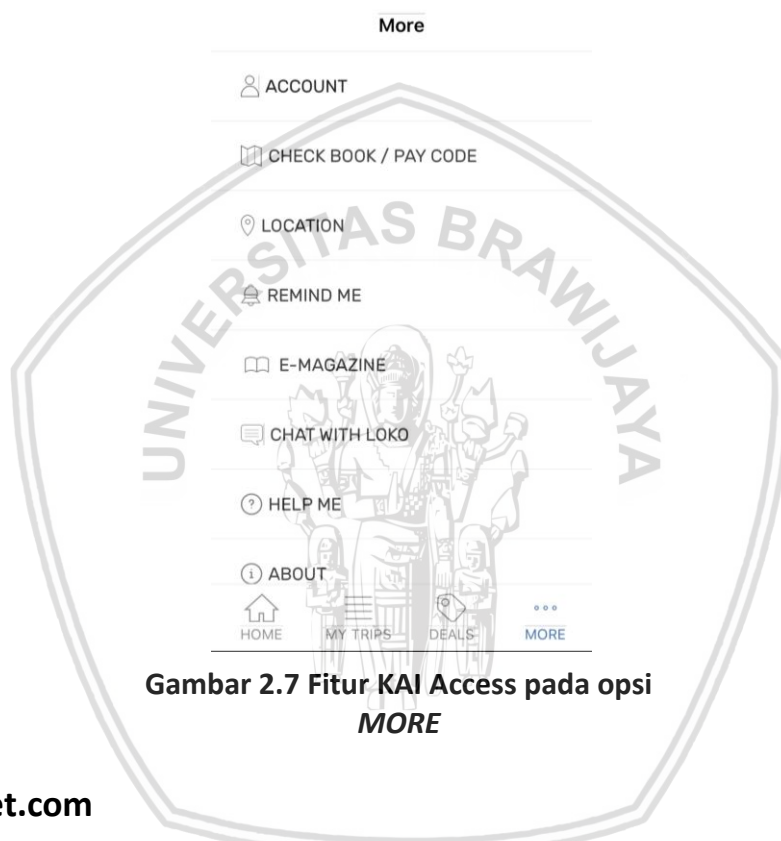 More
ACCOUNT
CHECK BOOK / PAY CODE
LOCATION
REMIND ME
E-MAGAZINE
CHAT WITH LOKO
HELP ME
ABOUT
HOME MY TRIPS DEALS MORE
UNIVERSITAS BRAWIJAYA
Gambar 2.7 Fitur KAI Access pada opsi
MORE
et.com